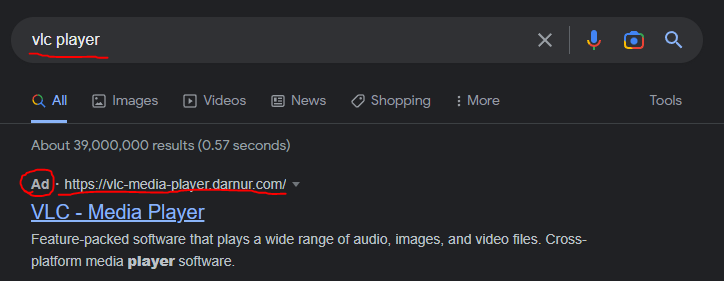 vlc player
All Images Videos News Shopping More Tools
About 39,000,000 results (0.57 seconds)
Ad · https://vlc-media-player.darnur.com/
VLC - Media Player
Feature-packed software that plays a wide range of audio, images, and video files. Cross-
platform media player software.